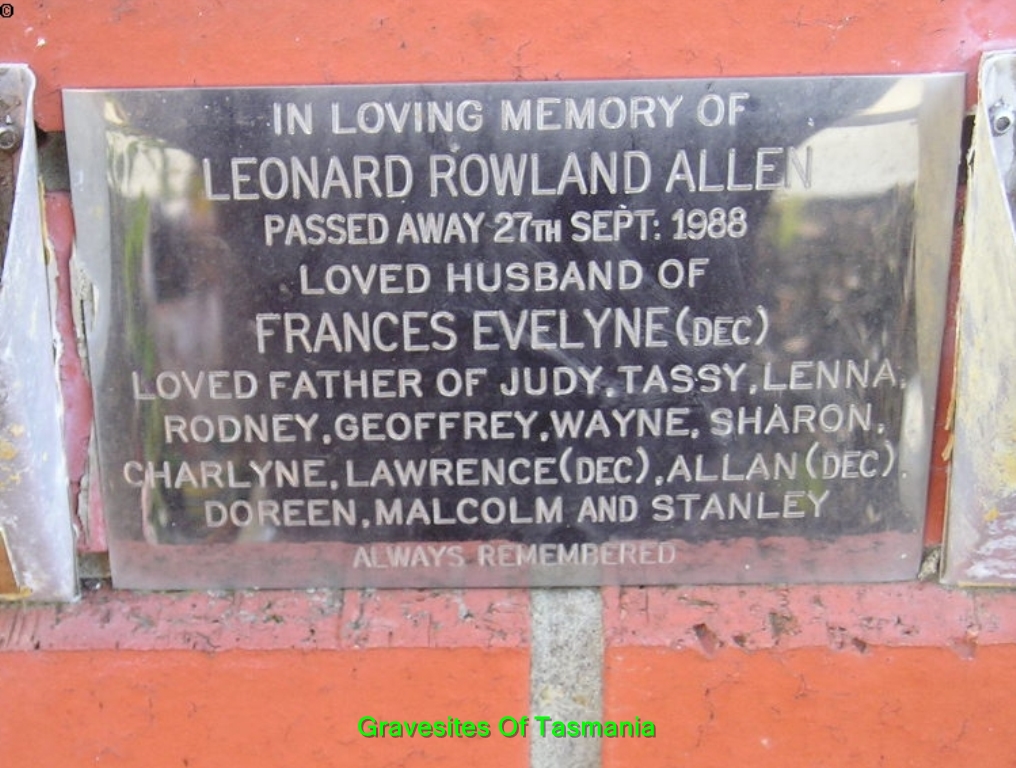 ©
IN LOVING MEMORY OF
LEONARD ROWLAND ALLEN
PASSED AWAY 27TH SEPT: 1988
LOVED HUSBAND OF
FRANCES EVELYNE (DEC)
LOVED FATHER OF JUDY, TASSY, LENNA,
RODNEY, GEOFFREY, WAYNE, SHARON,
CHARLYNE, LAWRENCE (DEC), ALLAN (DEC),
DOREEN, MALCOLM AND STANLEY
ALWAYS REMEMBERED
Gravesites Of Tasmania